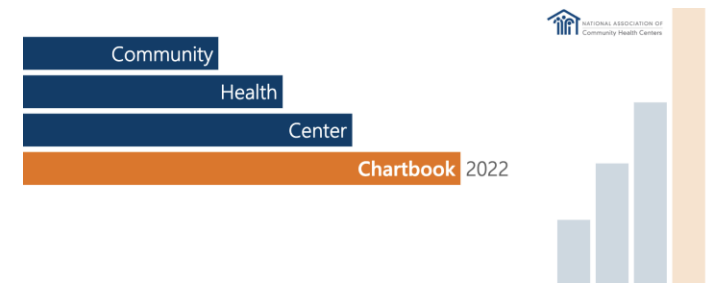 NATIONAL ASSOCIATION OF
Community Health Centers
Community
Health
Center
Chartbook 2022